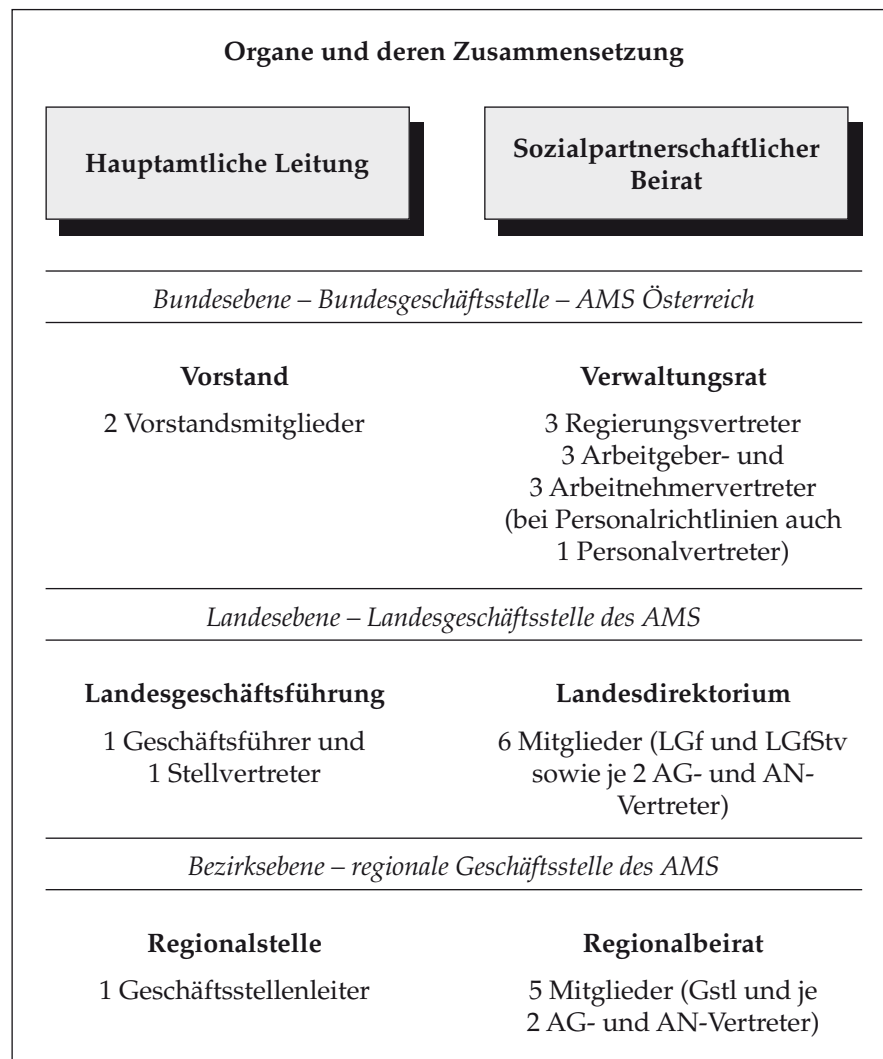 Organe und deren Zusammensetzung
Hauptamtliche Leitung
Sozialpartnerschaftlicher
Beirat
Bundesebene – Bundesgeschäftsstelle – AMS Österreich
Vorstand
2 Vorstandsmitglieder
Verwaltungsrat
3 Regierungsvertreter
3 Arbeitgeber- und
3 Arbeitnehmervertreter
(bei Personalrichtlinien auch
1 Personalvertreter)
Landesebene – Landesgeschäftsstelle des AMS
Landesgeschäftsführung
1 Geschäftsführer und
1 Stellvertreter
Landesdirektorium
6 Mitglieder (LGf und LGfStv
sowie je 2 AG- und AN-
Vertreter)
Bezirksebene – regionale Geschäftsstelle des AMS
Regionalstelle
1 Geschäftsstellenleiter
Regionalbeirat
5 Mitglieder (Gstl und je
2 AG- und AN-Vertreter)